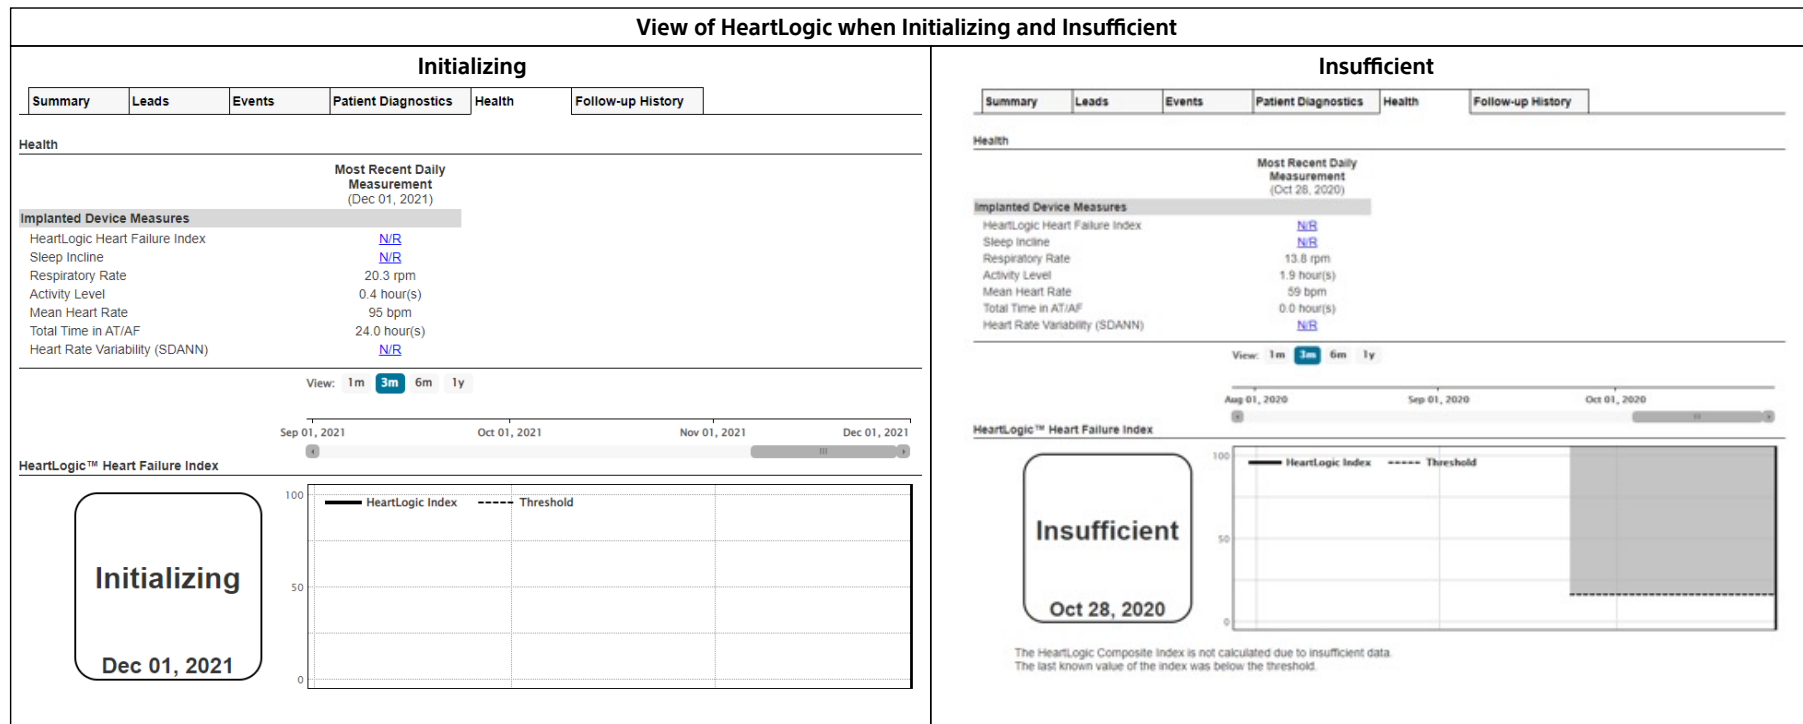 View of HeartLogic when Initializing and Insufficient
Initializing
Summary Leads Events Patient Diagnostics Health Follow-up History
Health
Most Recent Daily
Measurement
(Dec 01, 2021)
Implanted Device Measures
HeartLogic Heart Failure Index N/R
Sleep Incline N/R
Respiratory Rate 20.3 rpm
Activity Level 0.4 hour(s)
Mean Heart Rate 95 bpm
Total Time in AT/AF 24.0 hour(s)
Heart Rate Variability (SDANN) N/R
View: 1m 3m 6m 1y
Sep 01, 2021 Oct 01, 2021 Nov 01, 2021 Dec 01, 2021
HeartLogic™ Heart Failure Index
100 HeartLogic Index Threshold
Initializing
50
Dec 01, 2021
0
Insufficient
Summary Leads Events Patient Diagnostics Health Follow-up History
Health
Most Recent Daily
Measurement
(Oct 28, 2020)
Implanted Device Measures
HeartLogic Heart Failure Index N/R
Sleep Incline N/R
Respiratory Rate 13.8 rpm
Activity Level 1.9 hour(s)
Mean Heart Rate 59 bpm
Total Time in AT/AF 0.0 hour(s)
Heart Rate Variability (SDANN) N/R
View: 1m 3m 6m 1y
Aug 01, 2020 Sep 01, 2020 Oct 01, 2020
HeartLogic™ Heart Failure Index
100 HeartLogic Index Threshold
Insufficient
50
Oct 28, 2020
0
The HeartLogic Composite Index is not calculated due to insufficient data.
The last known value of the index was below the threshold.